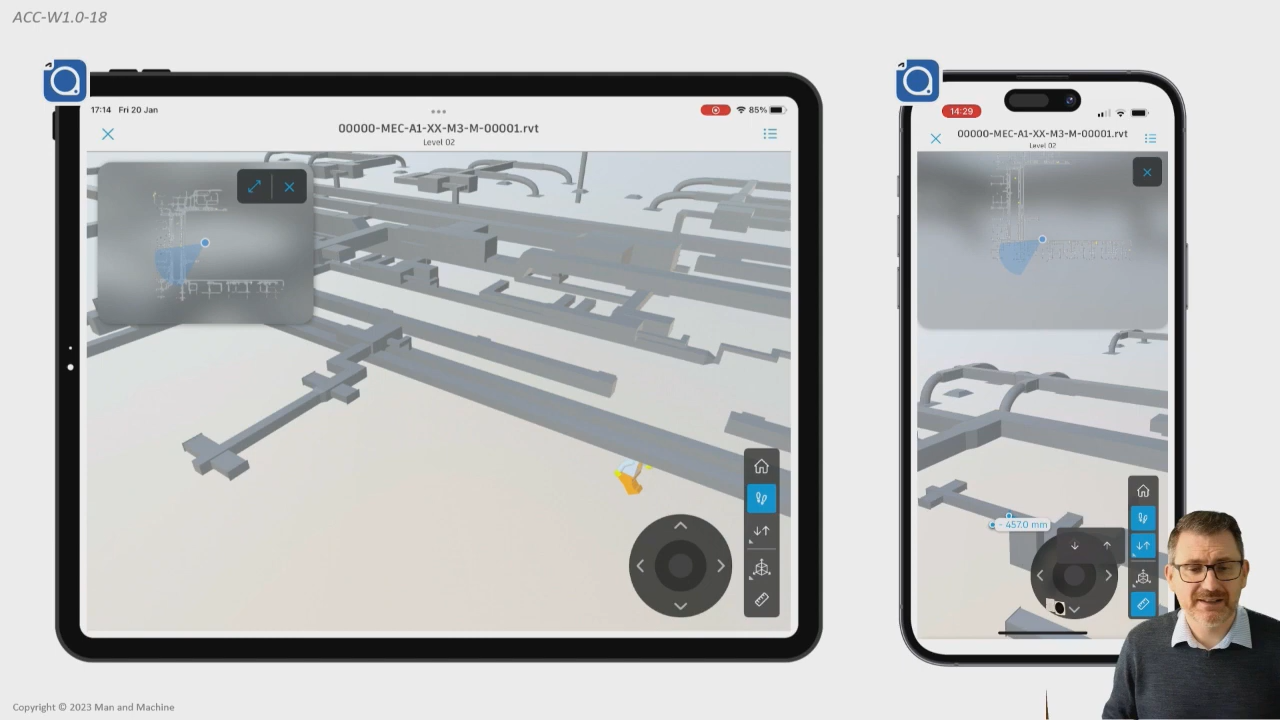 ACC-W1.0-18
17:14 Fri 20 Jan
85%
00000-MEC-A1-XX-M3-M-00001.rvt
Level 02
14:29
00000-MEC-A1-XX-M3-M-00001.rvt
Level 02
~ 457.0 mm
Copyright © 2023 Man and Machine